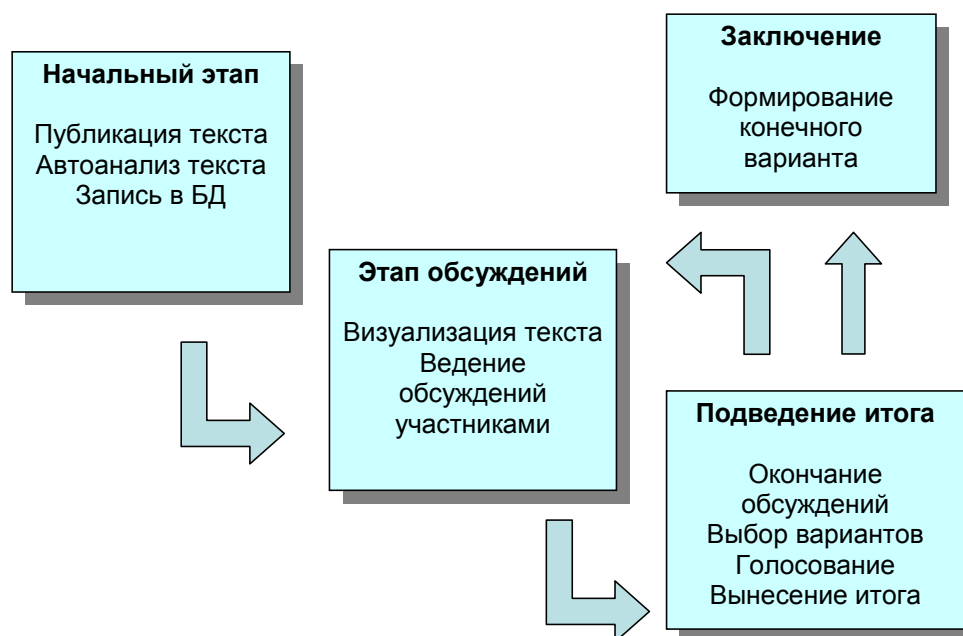 Начальный этап
Публикация текста
Автоанализ текста
Запись в БД
Этап обсуждений
Визуализация текста
Ведение
обсуждений
участниками
Подведение итога
Окончание
обсуждений
Выбор вариантов
Голосование
Вынесение итога
Заключение
Формирование
конечного
варианта